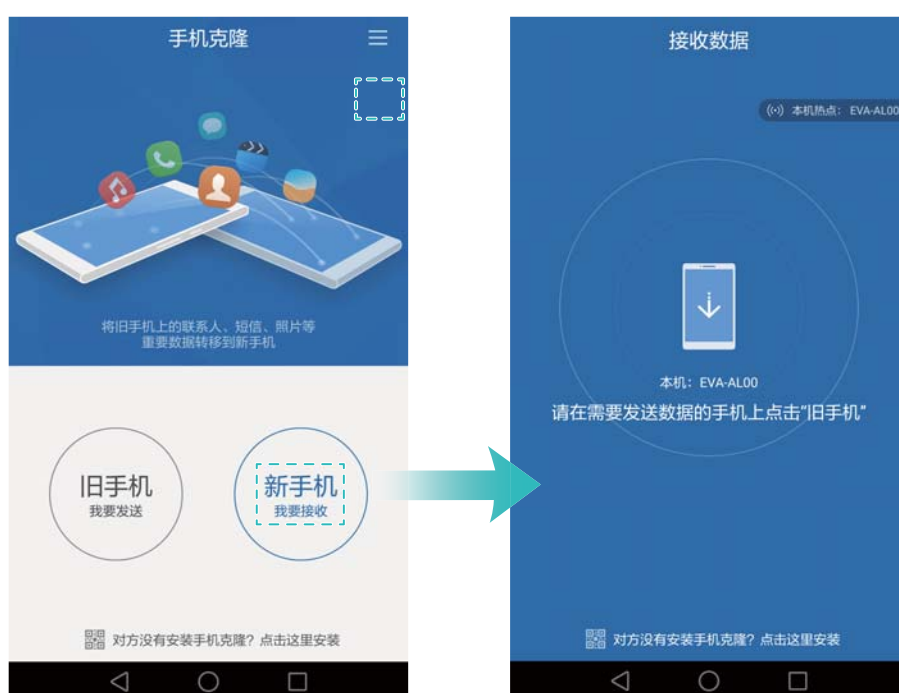 手机克隆
将旧手机上的联系人、短信、照片等
重要数据转移到新手机
旧手机
我要发送
新手机
我要接收
对方没有安装手机克隆？点击这里安装
接收数据
本机热点： EVA-AL00
本机：EVA-AL00
请在需要发送数据的手机上点击“旧手机”
对方没有安装手机克隆？点击这里安装